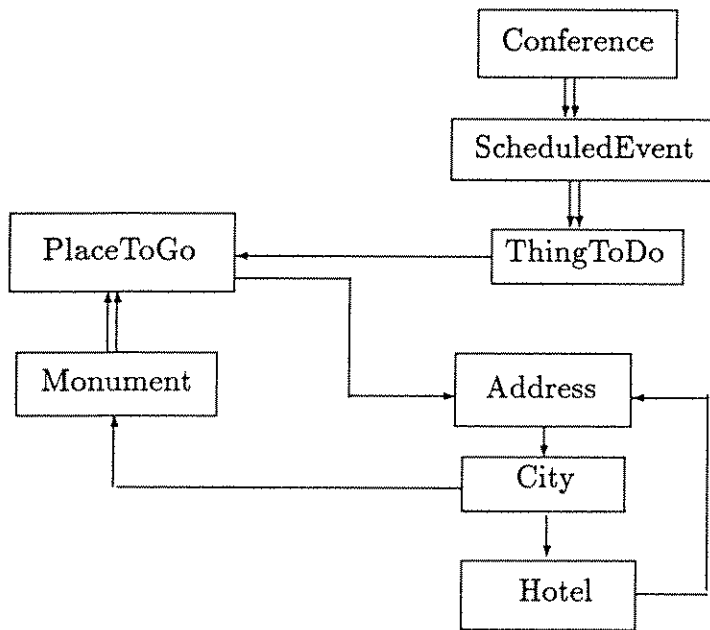 Conference
ScheduledEvent
PlaceToGo
ThingToDo
Monument
Address
City
Hotel